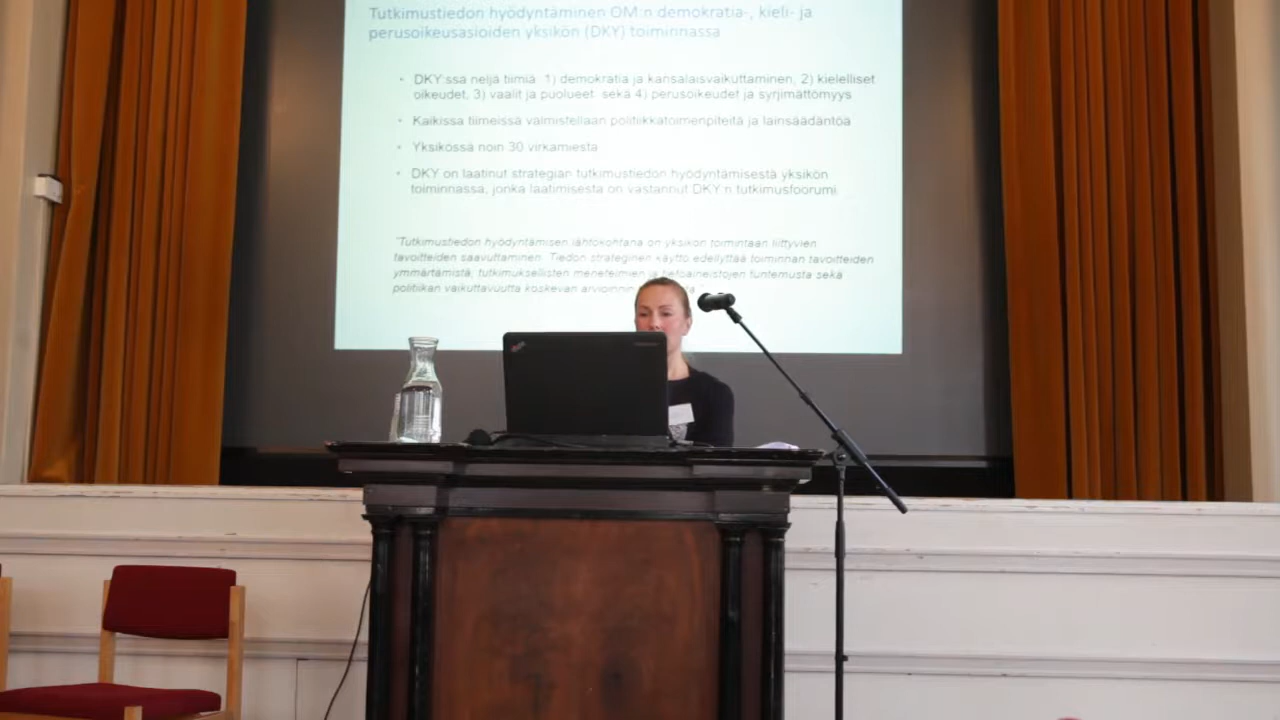 Tutkimustiedon hyödyntäminen OM:n demokratia-, kieli- ja
perusoikeusasioiden yksikön (DKY) toiminnassa
• DKY:ssä neljä tiimiä: 1) demokratia ja kansalaisvaikuttaminen, 2) kielelliset
oikeudet, 3) vaalit ja puolueet sekä 4) perusoikeudet ja syrjimättömyys
• Kaikissa tiimeissä valmistellaan politiikkatoimenpiteitä ja lainsäädäntöä
• Yksikössä noin 30 virkamiestä
• DKY on laatinut strategian tutkimustiedon hyödyntämisestä yksikön
toiminnassa, jonka laatimisesta on vastannut DKY:n tutkimusfoorumi
"Tutkimustiedon hyödyntämisen lähtökohtana on yksikön toimintaan liittyvien
tavoitteiden saavuttaminen. Tiedon strateginen käyttö edellyttää toiminnan tavoitteiden
ymmärtämistä, tutkimuksellisten menetelmien ja tietoaineistojen tuntemusta sekä
politiikan vaikuttavuutta koskevan arvioinnin